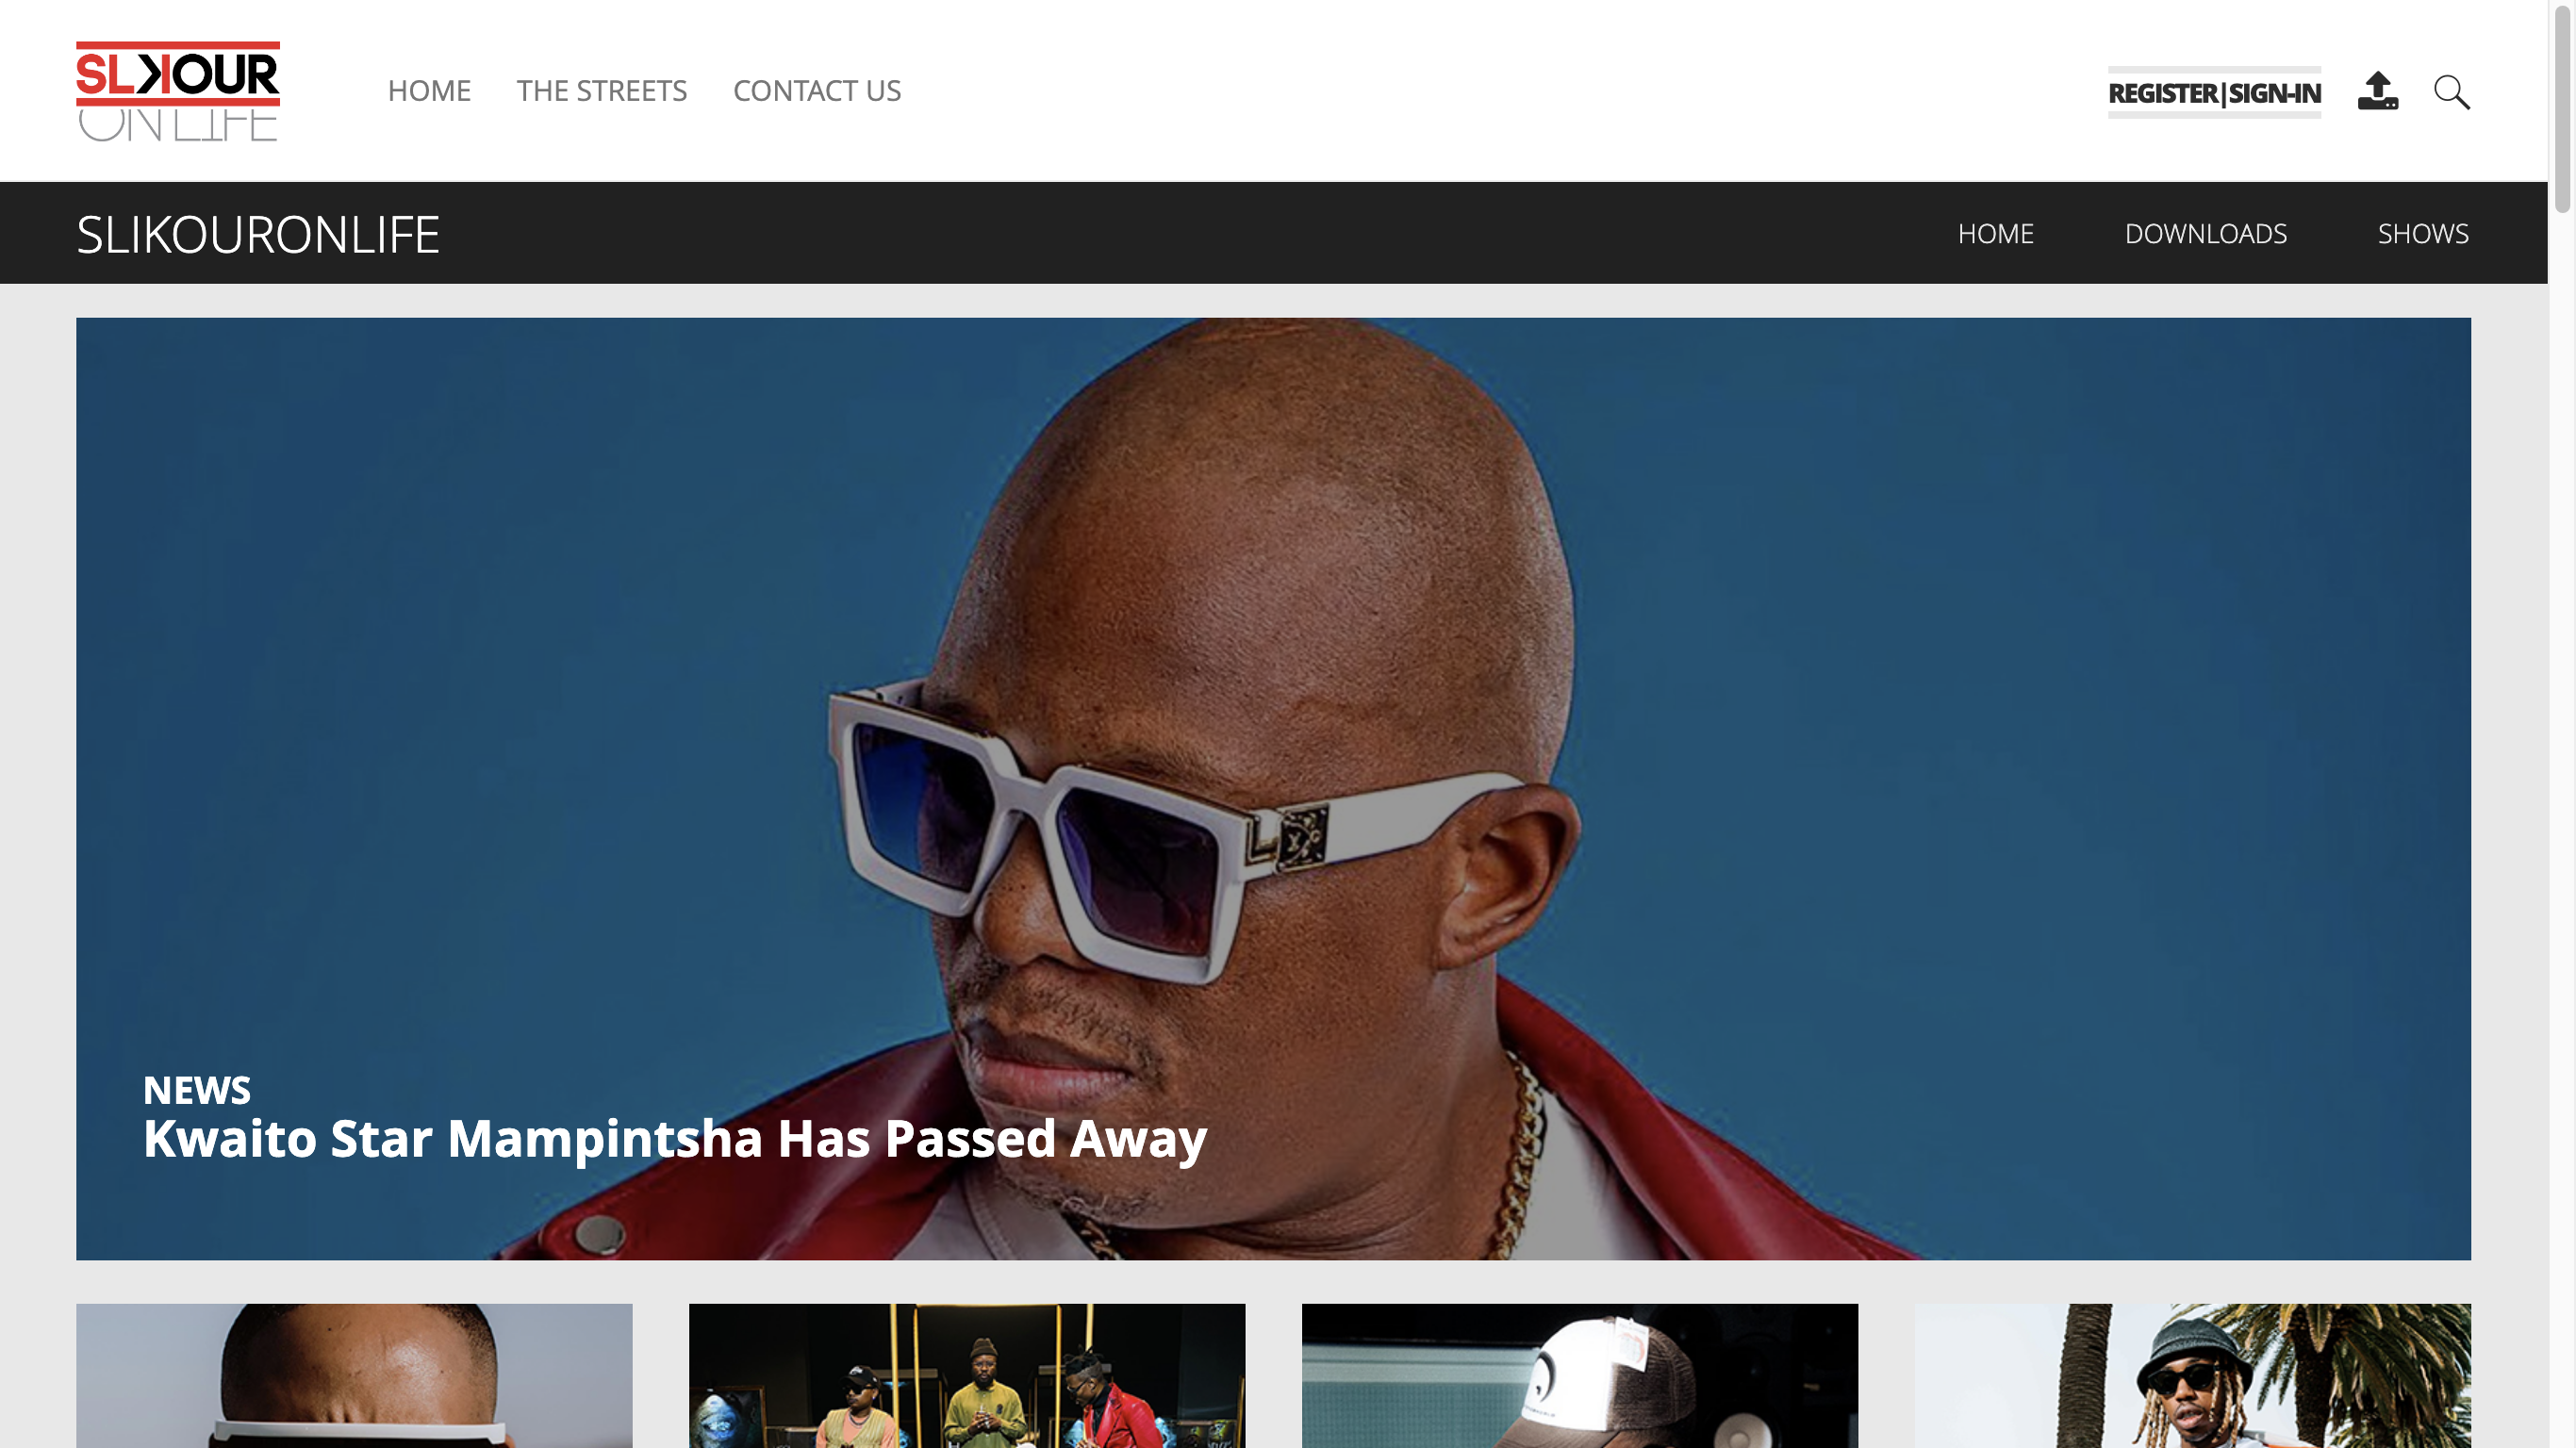 SLKOUR
ON LIFE
HOME THE STREETS CONTACT US
REGISTER|SIGN-IN
SLIKOURONLIFE
HOME DOWNLOADS SHOWS
NEWS
Kwaito Star Mampintsha Has Passed Away